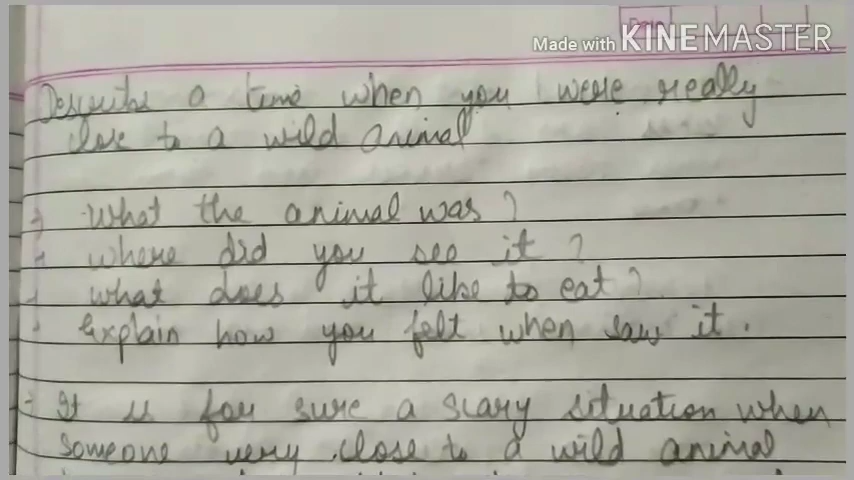 Date
Made with KINEMASTER
Describe a time when you were really
close to a wild animal
What the animal was?
where did you see it?
what does it like to eat?
Explain how you felt when saw it.
It is for sure a scary situation when
someone very close to a wild animal